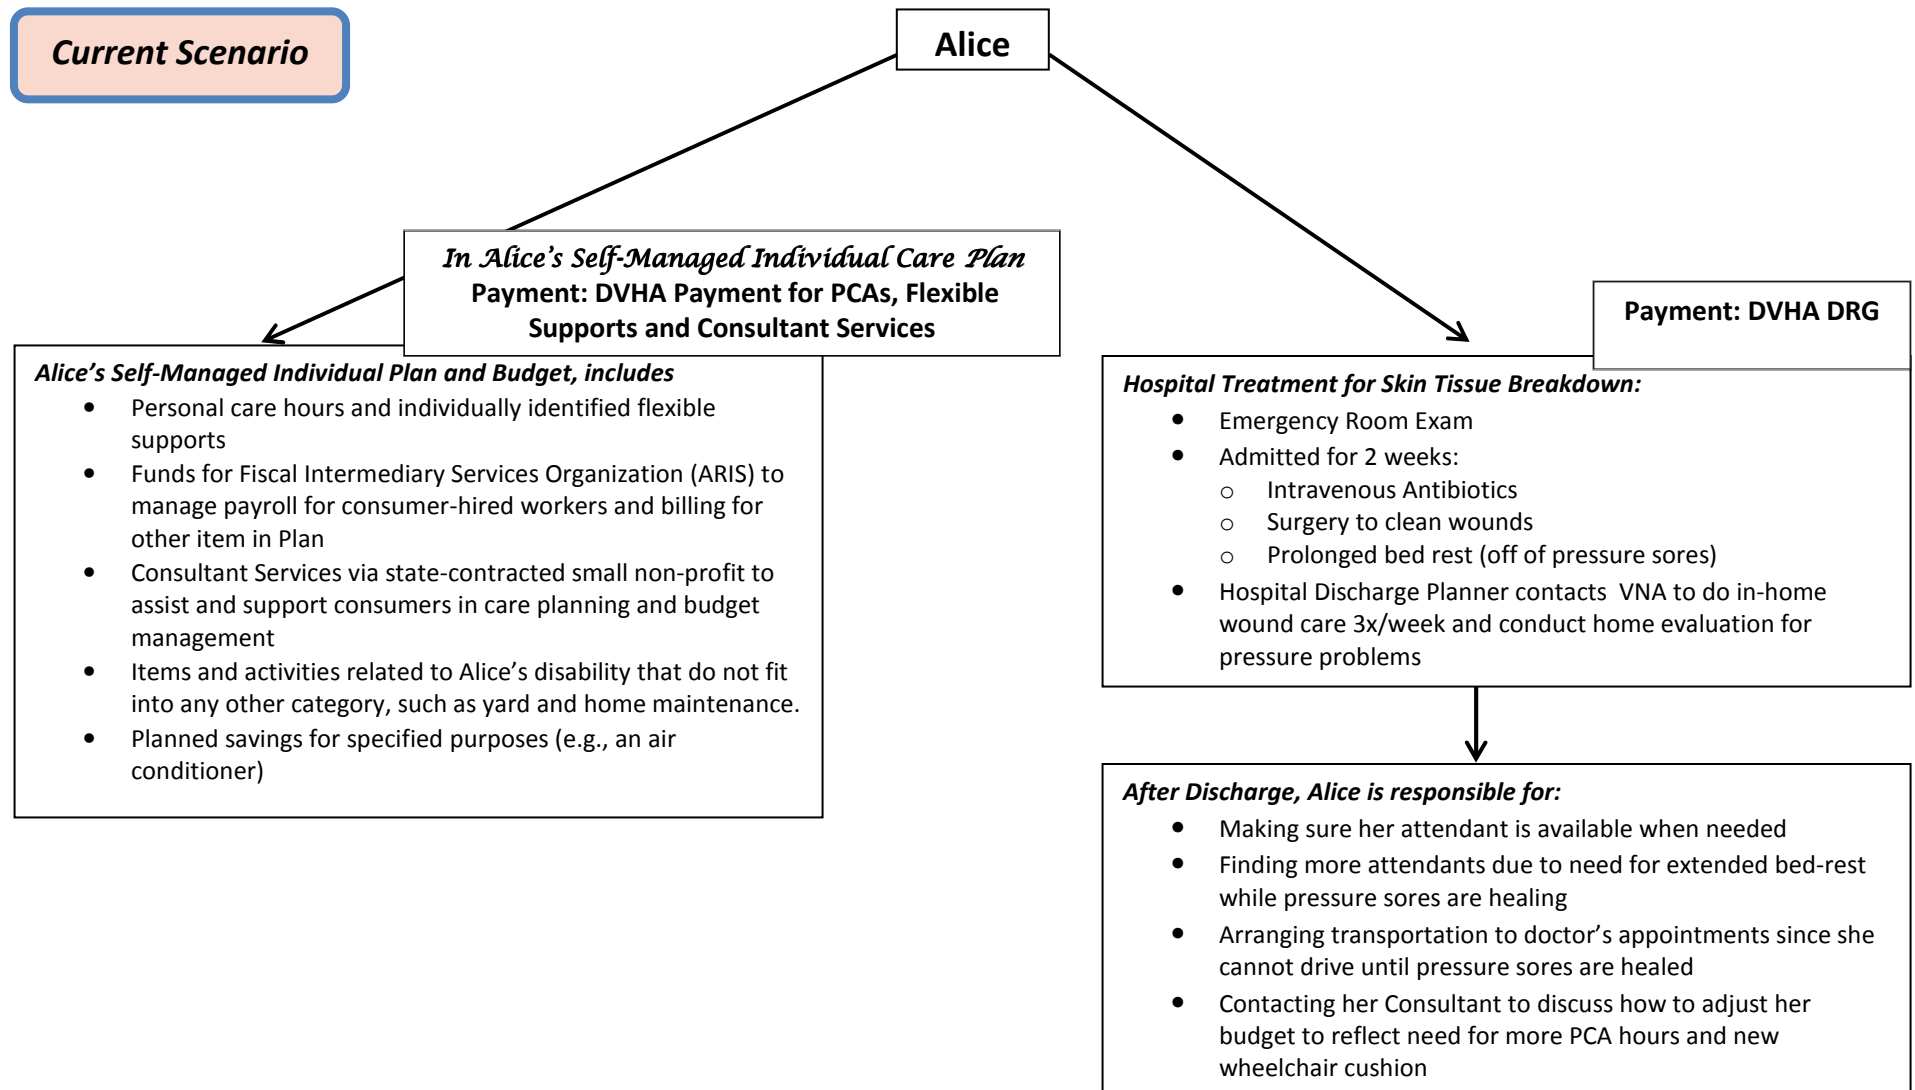 Current Scenario
Alice
In Alice’s Self-Managed Individual Care Plan
Payment: DVHA Payment for PCAs, Flexible
Supports and Consultant Services
Alice’s Self-Managed Individual Plan and Budget, includes
• Personal care hours and individually identified flexible
supports
• Funds for Fiscal Intermediary Services Organization (ARIS) to
manage payroll for consumer-hired workers and billing for
other item in Plan
• Consultant Services via state-contracted small non-profit to
assist and support consumers in care planning and budget
management
• Items and activities related to Alice’s disability that do not fit
into any other category, such as yard and home maintenance.
• Planned savings for specified purposes (e.g., an air
conditioner)
Payment: DVHA DRG
Hospital Treatment for Skin Tissue Breakdown:
• Emergency Room Exam
• Admitted for 2 weeks:
o Intravenous Antibiotics
o Surgery to clean wounds
o Prolonged bed rest (off of pressure sores)
• Hospital Discharge Planner contacts VNA to do in-home
wound care 3x/week and conduct home evaluation for
pressure problems
After Discharge, Alice is responsible for:
• Making sure her attendant is available when needed
• Finding more attendants due to need for extended bed-rest
while pressure sores are healing
• Arranging transportation to doctor’s appointments since she
cannot drive until pressure sores are healed
• Contacting her Consultant to discuss how to adjust her
budget to reflect need for more PCA hours and new
wheelchair cushion